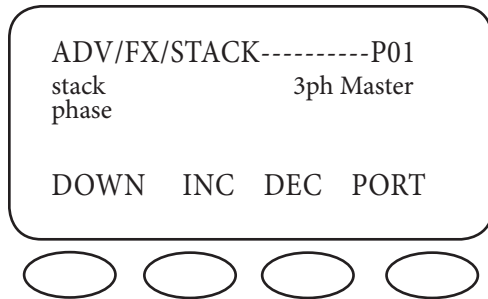 ADV/FX/STACK----------P01
stack 3ph Master
phase
DOWN INC DEC PORT